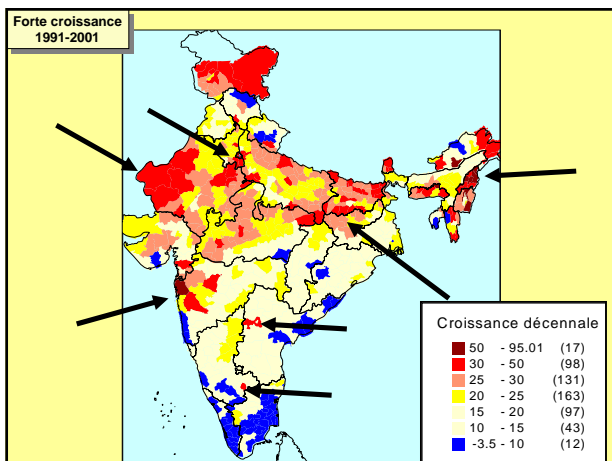 Forte croissance
1991-2001
Croissance décennale
50 - 95.01 (17)
30 - 50 (98)
25 - 30 (131)
20 - 25 (163)
15 - 20 (97)
10 - 15 (43)
-3.5 - 10 (12)